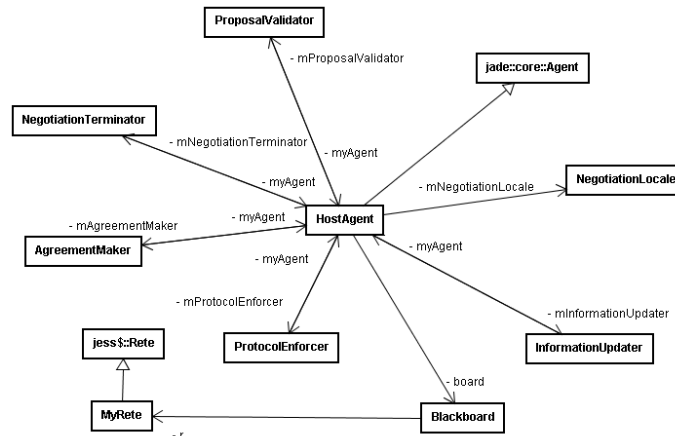 ProposalValidator
- mProposalValidator
jade::core::Agent
NegotiationTerminator
- mNegotiationTerminator
- myAgent
- myAgent
- mNegotiationLocale
NegotiationLocale
- mAgreementMaker
- myAgent
HostAgent
AgreementMaker
- myAgent
- myAgent
- mProtocolEnforcer
- mInformationUpdater
jess$::Rete
ProtocolEnforcer
InformationUpdater
- board
MyRete
Blackboard
- r